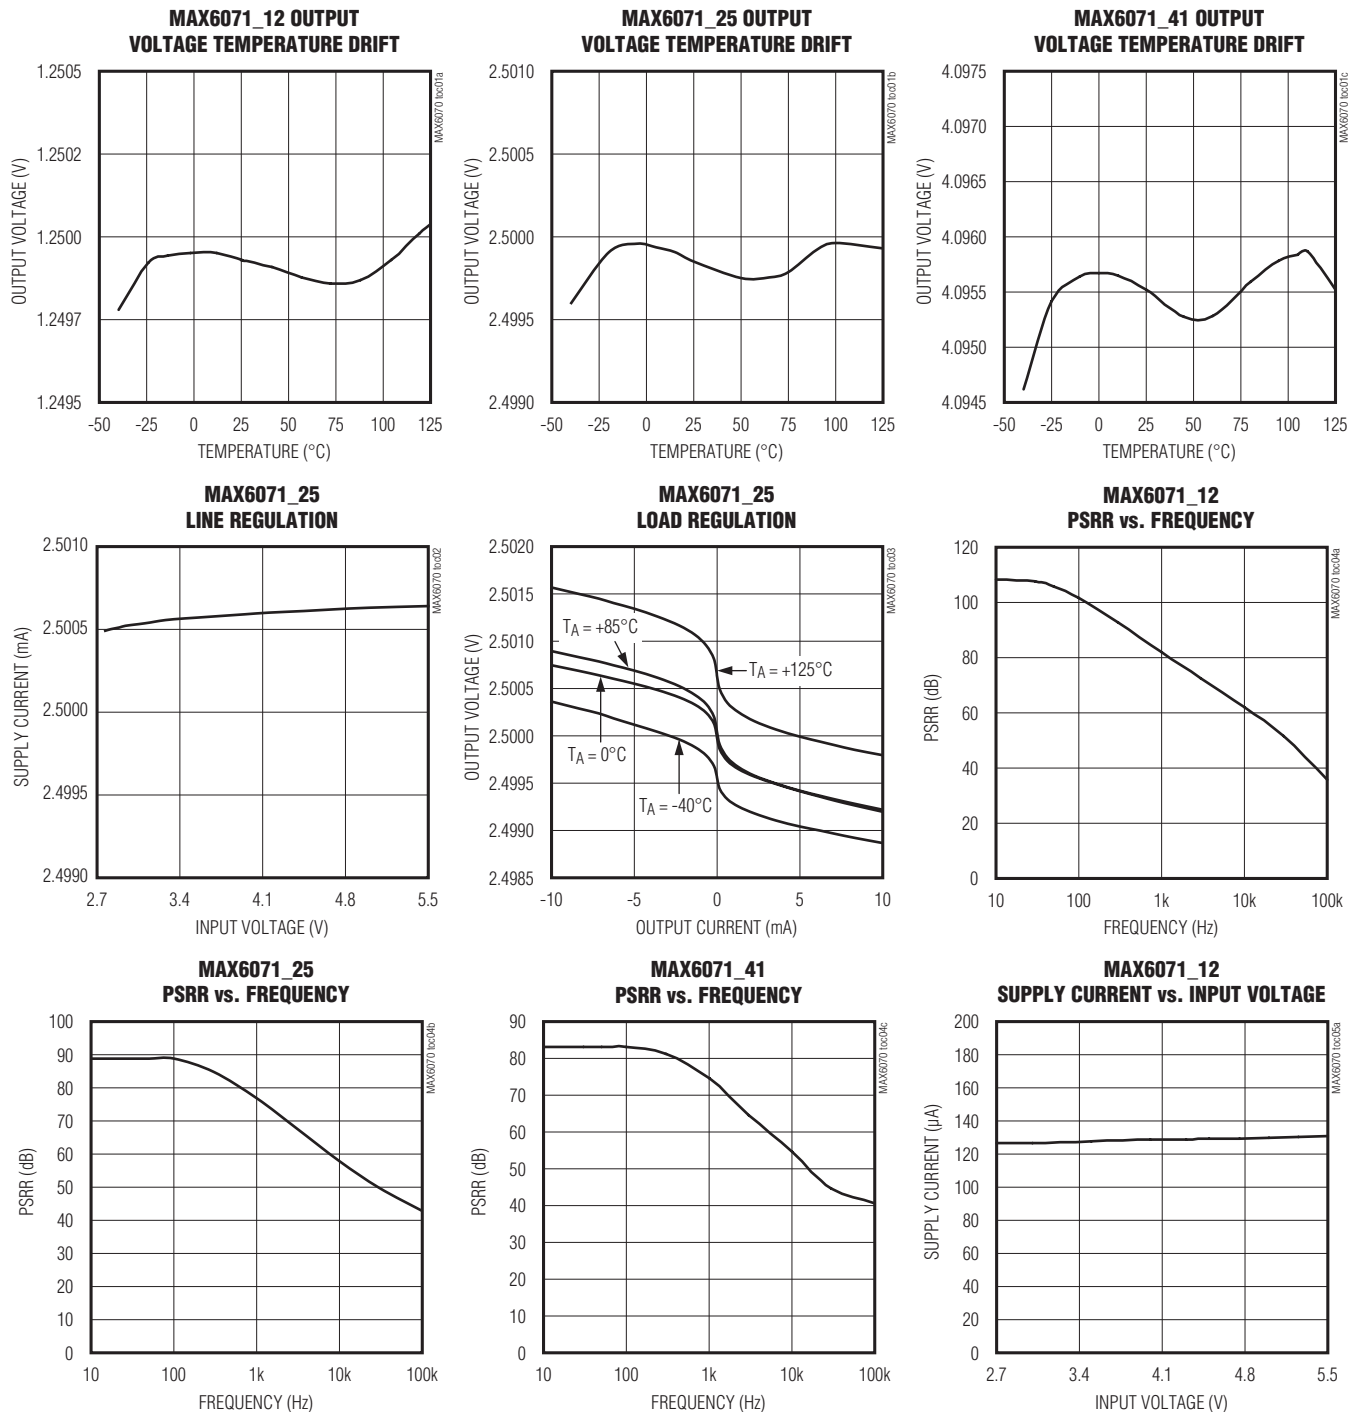 MAX6071_12 OUTPUT
VOLTAGE TEMPERATURE DRIFT
1.2505
1.2502
1.2500
1.2497
1.2495
OUTPUT VOLTAGE (V)
-50 -25 0 25 50 75 100 125
TEMPERATURE (°C)
MAX6070 toc01a
MAX6071_25 OUTPUT
VOLTAGE TEMPERATURE DRIFT
2.5010
2.5005
2.5000
2.4995
2.4990
OUTPUT VOLTAGE (V)
-50 -25 0 25 50 75 100 125
TEMPERATURE (°C)
MAX6070 toc01b
MAX6071_41 OUTPUT
VOLTAGE TEMPERATURE DRIFT
4.0975
4.0970
4.0965
4.0960
4.0955
4.0950
4.0945
OUTPUT VOLTAGE (V)
-50 -25 0 25 50 75 100 125
TEMPERATURE (°C)
MAX6070 toc01c
MAX6071_25
LINE REGULATION
2.5010
2.5005
2.5000
2.4995
2.4990
SUPPLY CURRENT (mA)
2.7 3.4 4.1 4.8 5.5
INPUT VOLTAGE (V)
MAX6070 toc02
MAX6071_25
LOAD REGULATION
2.5020
2.5015
2.5010
2.5005
2.5000
2.4995
2.4990
2.4985
OUTPUT VOLTAGE (V)
TA = +85°C
TA = +125°C
TA = 0°C
TA = -40°C
-10 -5 0 5 10
OUTPUT CURRENT (mA)
MAX6070 toc03
MAX6071_12
PSRR vs. FREQUENCY
120
100
80
60
40
20
0
PSRR (dB)
10 100 1k 10k 100k
FREQUENCY (Hz)
MAX6070 toc04a
MAX6071_25
PSRR vs. FREQUENCY
100
90
80
70
60
50
40
30
20
10
0
PSRR (dB)
10 100 1k 10k 100k
FREQUENCY (Hz)
MAX6070 toc04b
MAX6071_41
PSRR vs. FREQUENCY
90
80
70
60
50
40
30
20
10
0
PSRR (dB)
10 100 1k 10k 100k
FREQUENCY (Hz)
MAX6070 toc04c
MAX6071_12
SUPPLY CURRENT vs. INPUT VOLTAGE
200
180
160
140
120
100
80
60
40
20
0
SUPPLY CURRENT (µA)
2.7 3.4 4.1 4.8 5.5
INPUT VOLTAGE (V)
MAX6070 toc05a